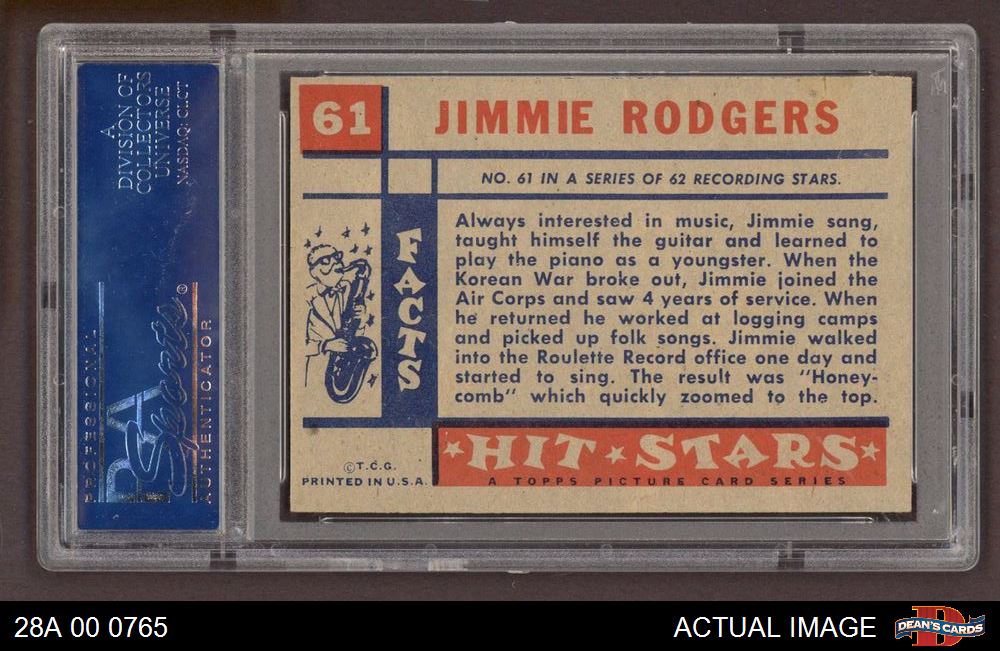 A
DIVISION OF
COLLECTORS
UNIVERSE
NASDAQ: CLCT
PROFESSIONAL
PSA
Sports ®
AUTHENTICATOR
61
JIMMIE RODGERS
NO. 61 IN A SERIES OF 62 RECORDING STARS.
FACTS
Always interested in music, Jimmie sang,
taught himself the guitar and learned to
play the piano as a youngster. When the
Korean War broke out, Jimmie joined the
Air Corps and saw 4 years of service. When
he returned he worked at logging camps
and picked up folk songs. Jimmie walked
into the Roulette Record office one day and
started to sing. The result was "Honey-
comb" which quickly zoomed to the top.
©T.C.G.
PRINTED IN U.S.A.
HIT STARS
A TOPPS PICTURE CARD SERIES
28A 00 0765
ACTUAL IMAGE
D
DEAN'S CARDS